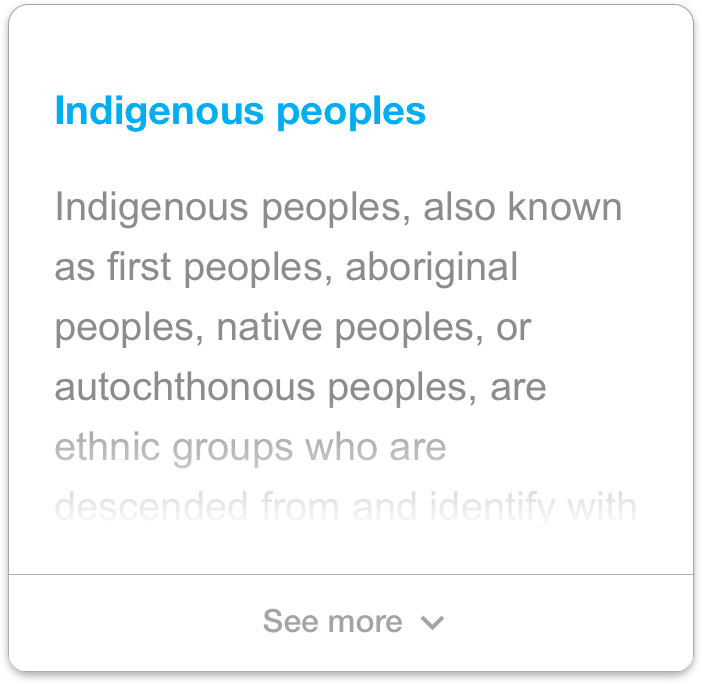 Indigenous peoples
Indigenous peoples, also known
as first peoples, aboriginal
peoples, native peoples, or
autochthonous peoples, are
ethnic groups who are
descended from and identify with
See more